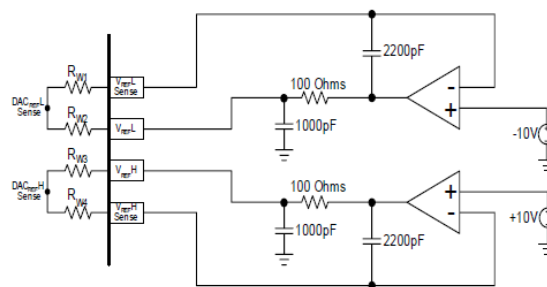 2200pF
RW1
VREFL
Sense
100 Ohms
-
+
DACREFL
Sense
RW2
VREFL
1000pF
-10V
RW3
VREFH
DACREFH
Sense
100 Ohms
+
-
+10V
RW4
VREFH
Sense
1000pF
2200pF